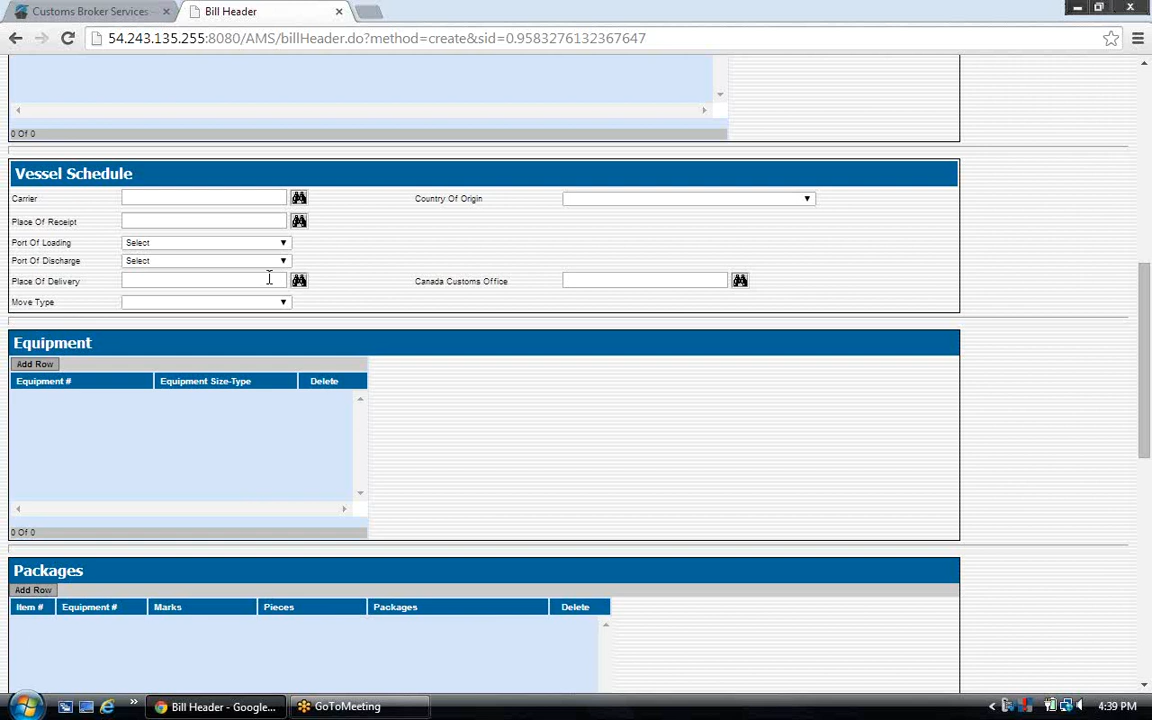 Customs Broker Services
Bill Header
54.243.135.255:8080/AMS/billHeader.do?method=create&sid=0.9583276132367647
0 Of 0
Vessel Schedule
Carrier
Country Of Origin
Place Of Receipt
Port Of Loading
Select
Port Of Discharge
Select
Place Of Delivery
Canada Customs Office
Move Type
Equipment
Add Row
Equipment #
Equipment Size-Type
Delete
0 Of 0
Packages
Add Row
Item #
Equipment #
Marks
Pieces
Packages
Delete
Bill Header - Google...
GoToMeeting
4:39 PM